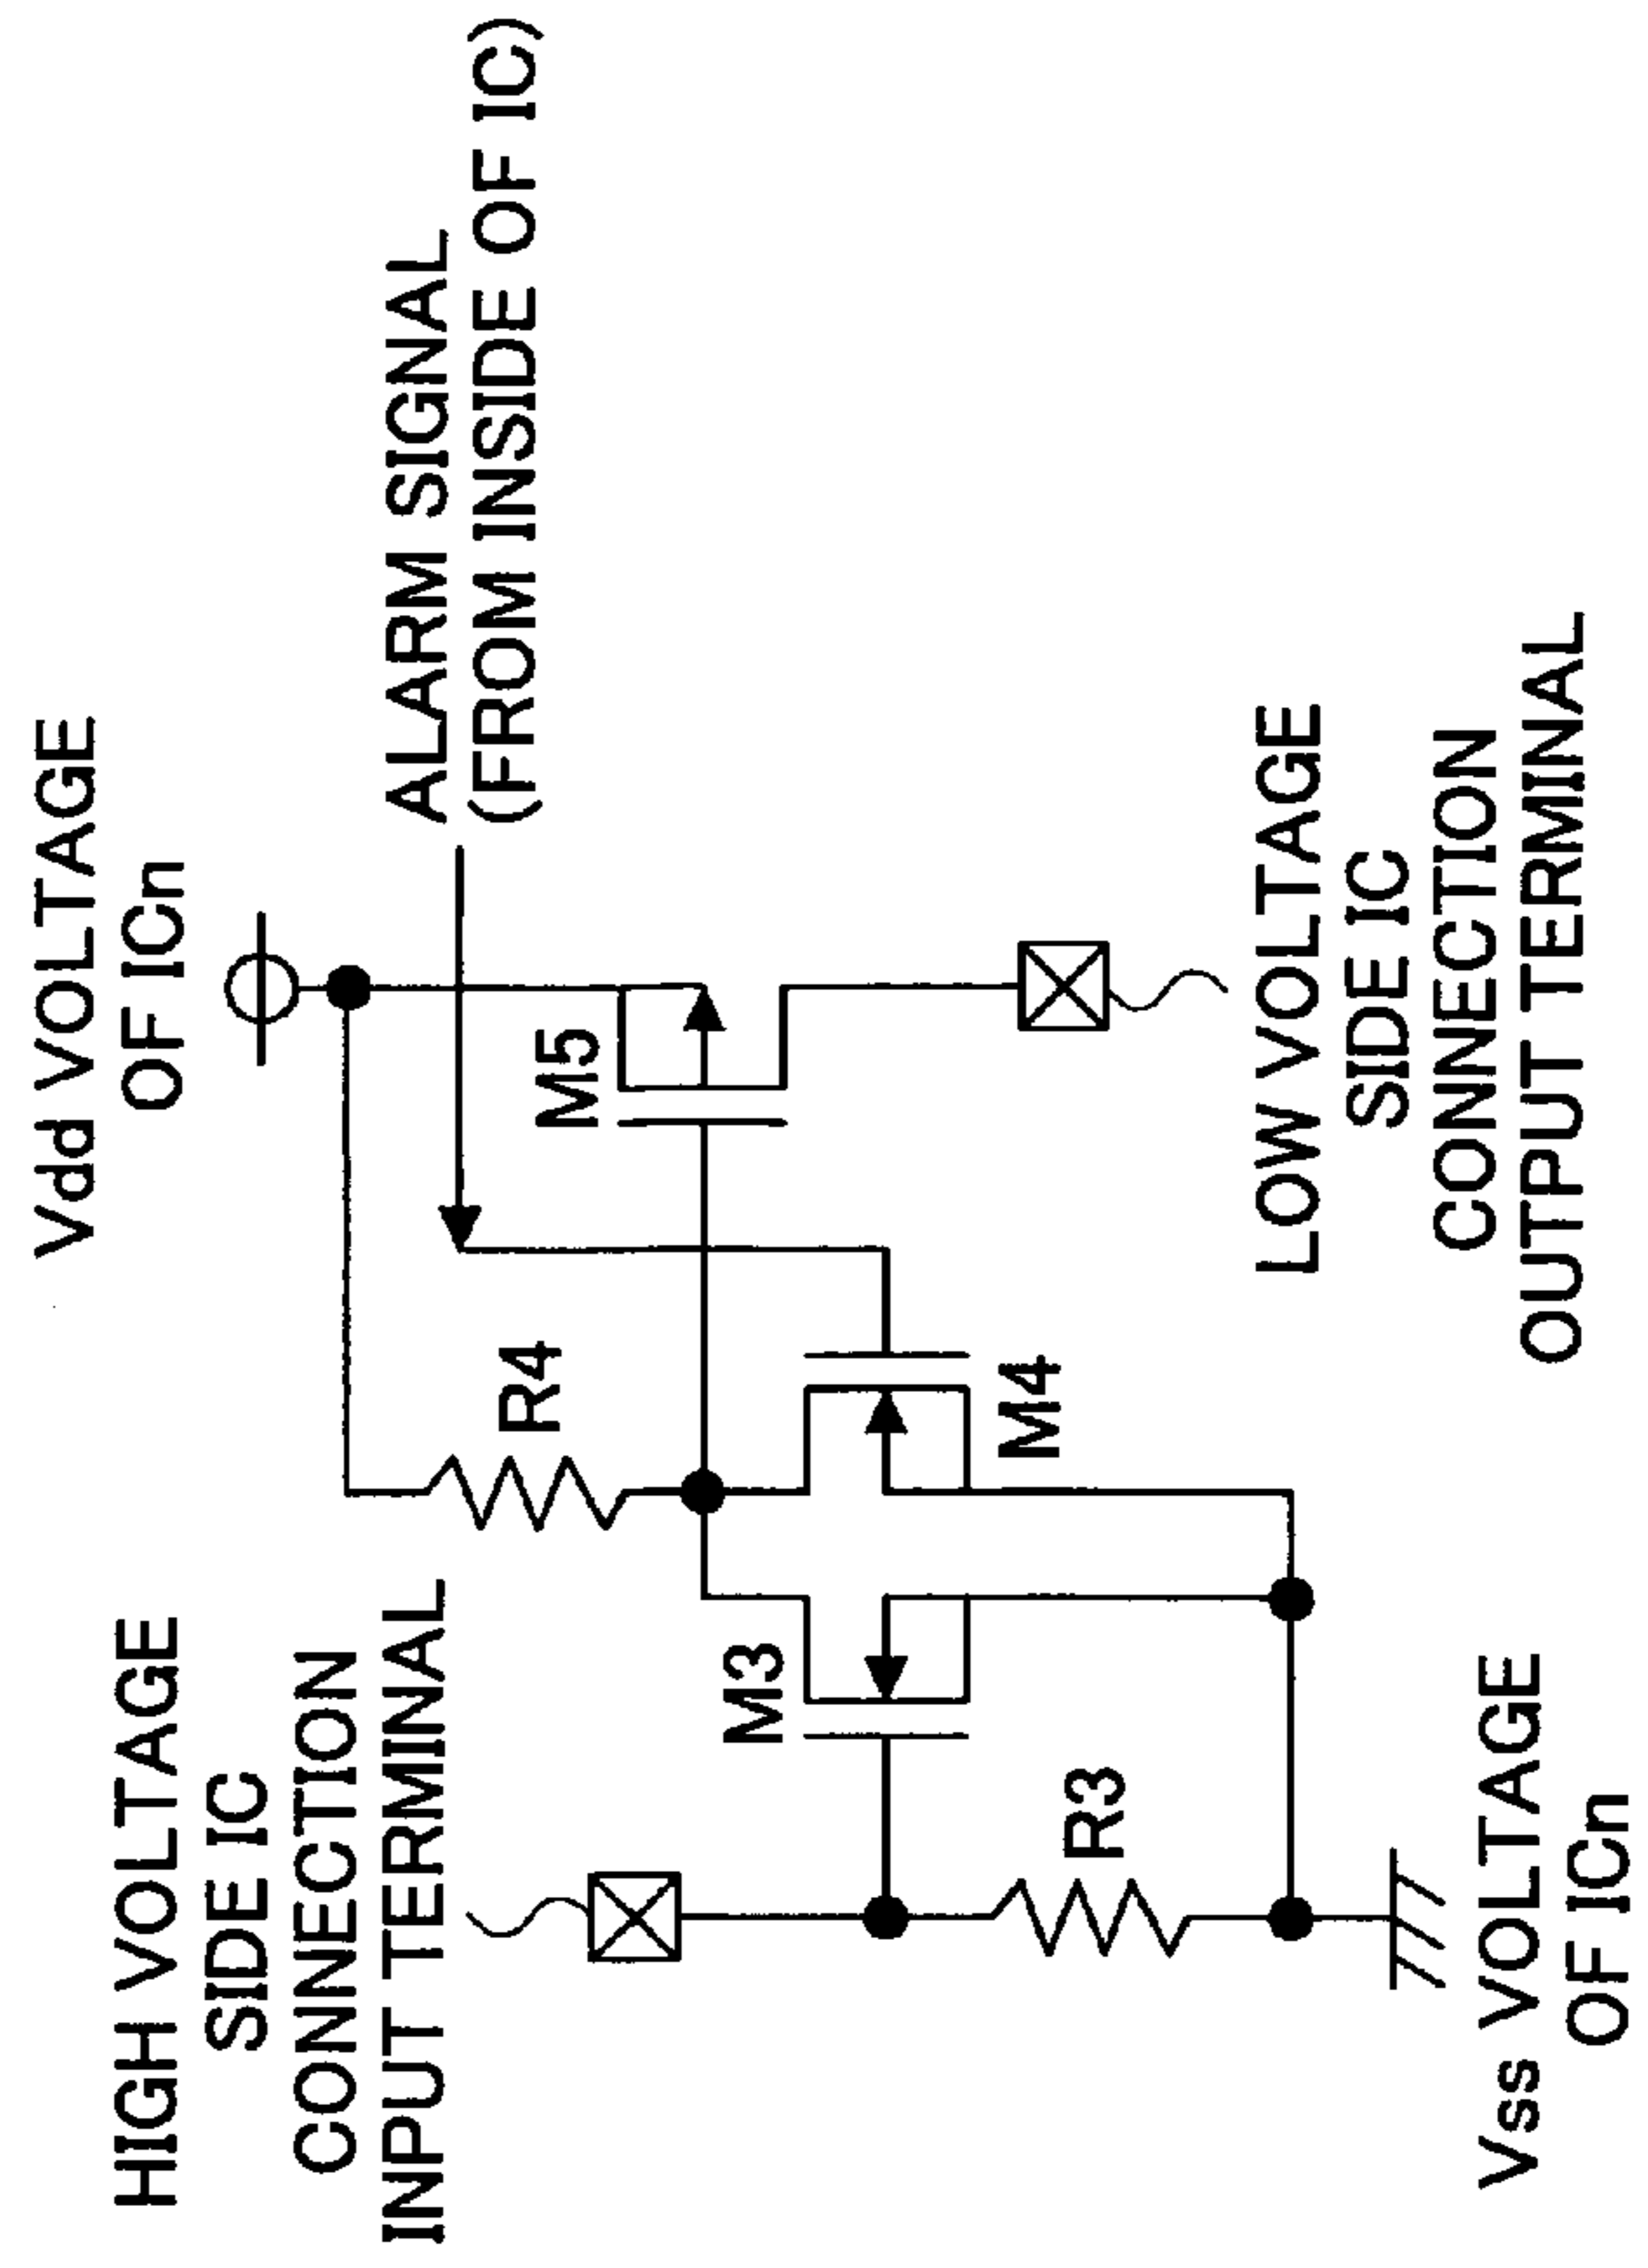 Vdd VOLTAGE
OF ICn
ALARM SIGNAL
(FROM INSIDE OF IC)
HIGH VOLTAGE
SIDE IC
CONNECTION
INPUT TERMINAL
R4
M5
M3
M4
R3
LOW VOLTAGE
SIDE IC
CONNECTION
OUTPUT TERMINAL
Vss VOLTAGE
OF ICn